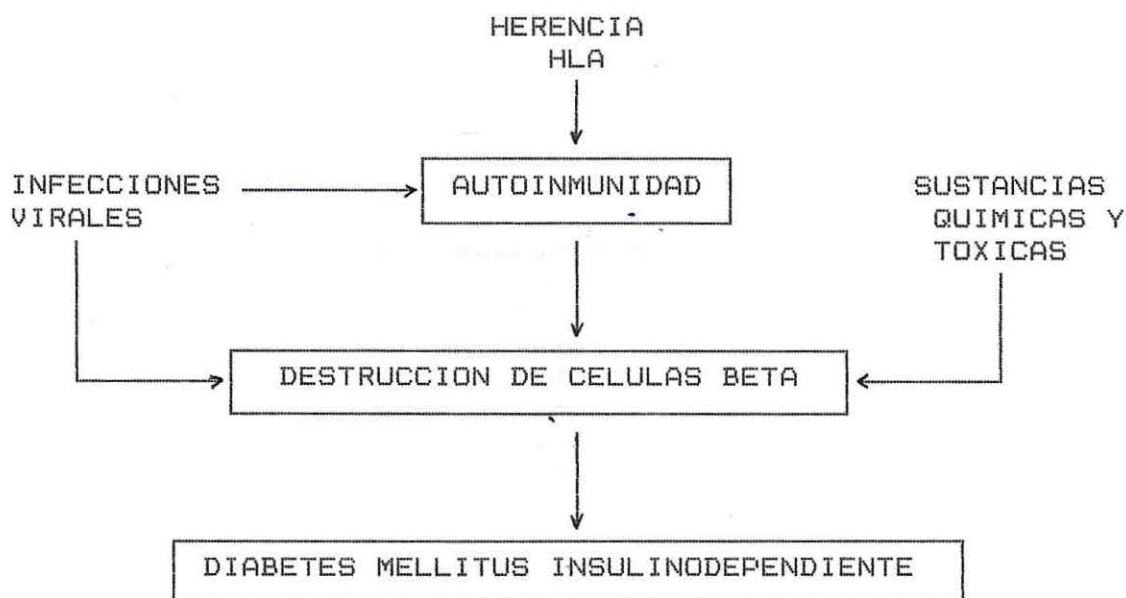 HERENCIA
HLA
AUTOINMUNIDAD
INFECCIONES
VIRALES
SUSTANCIAS
QUIMICAS Y
TOXICAS
DESTRUCCION DE CELULAS BETA
DIABETES MELLITUS INSULINODEPENDIENTE